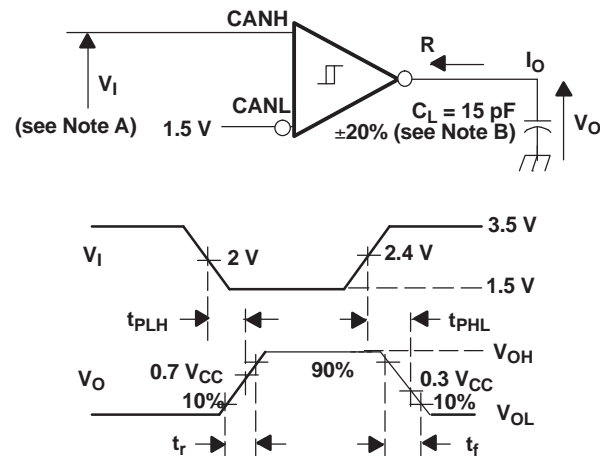 CANH
R
I_O
V_I
CANL
C_L = 15 pF
(see Note A)
1.5 V
±20% (see Note B)
V_O
3.5 V
V_I
2 V
2.4 V
1.5 V
t_PLH
t_PHL
V_OH
V_O
0.7 V_CC
90%
0.3 V_CC
10%
10%
V_OL
t_r
t_f